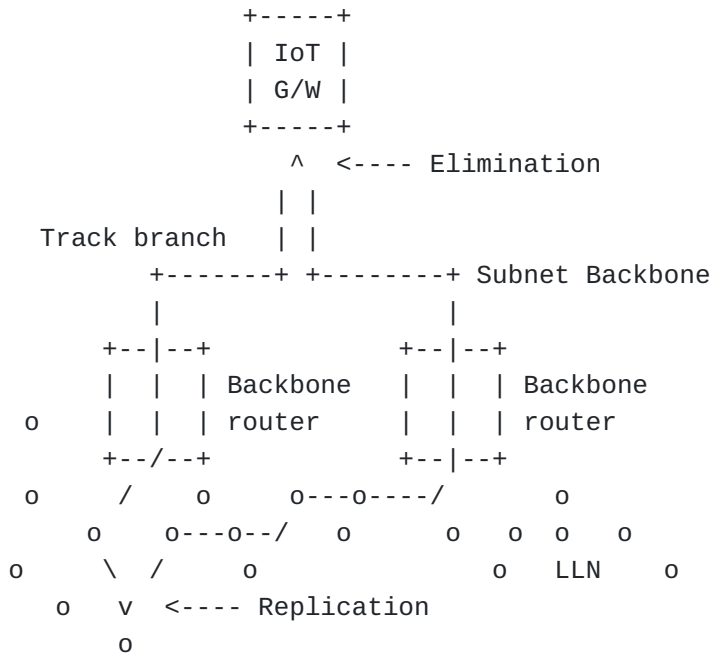 +-----+
| IoT |
| G/W |
+-----+
^ <---- Elimination
| |
Track branch | |
+-------+ +--------+ Subnet Backbone
| |
+--|--+ +--|--+
| | | Backbone | | | Backbone
o | | | router | | | router
+--/--+ +--|--+
o / o o---o----/ o
o o---o--/ o o o o o
o \ / o o LLN o
o v <---- Replication
o